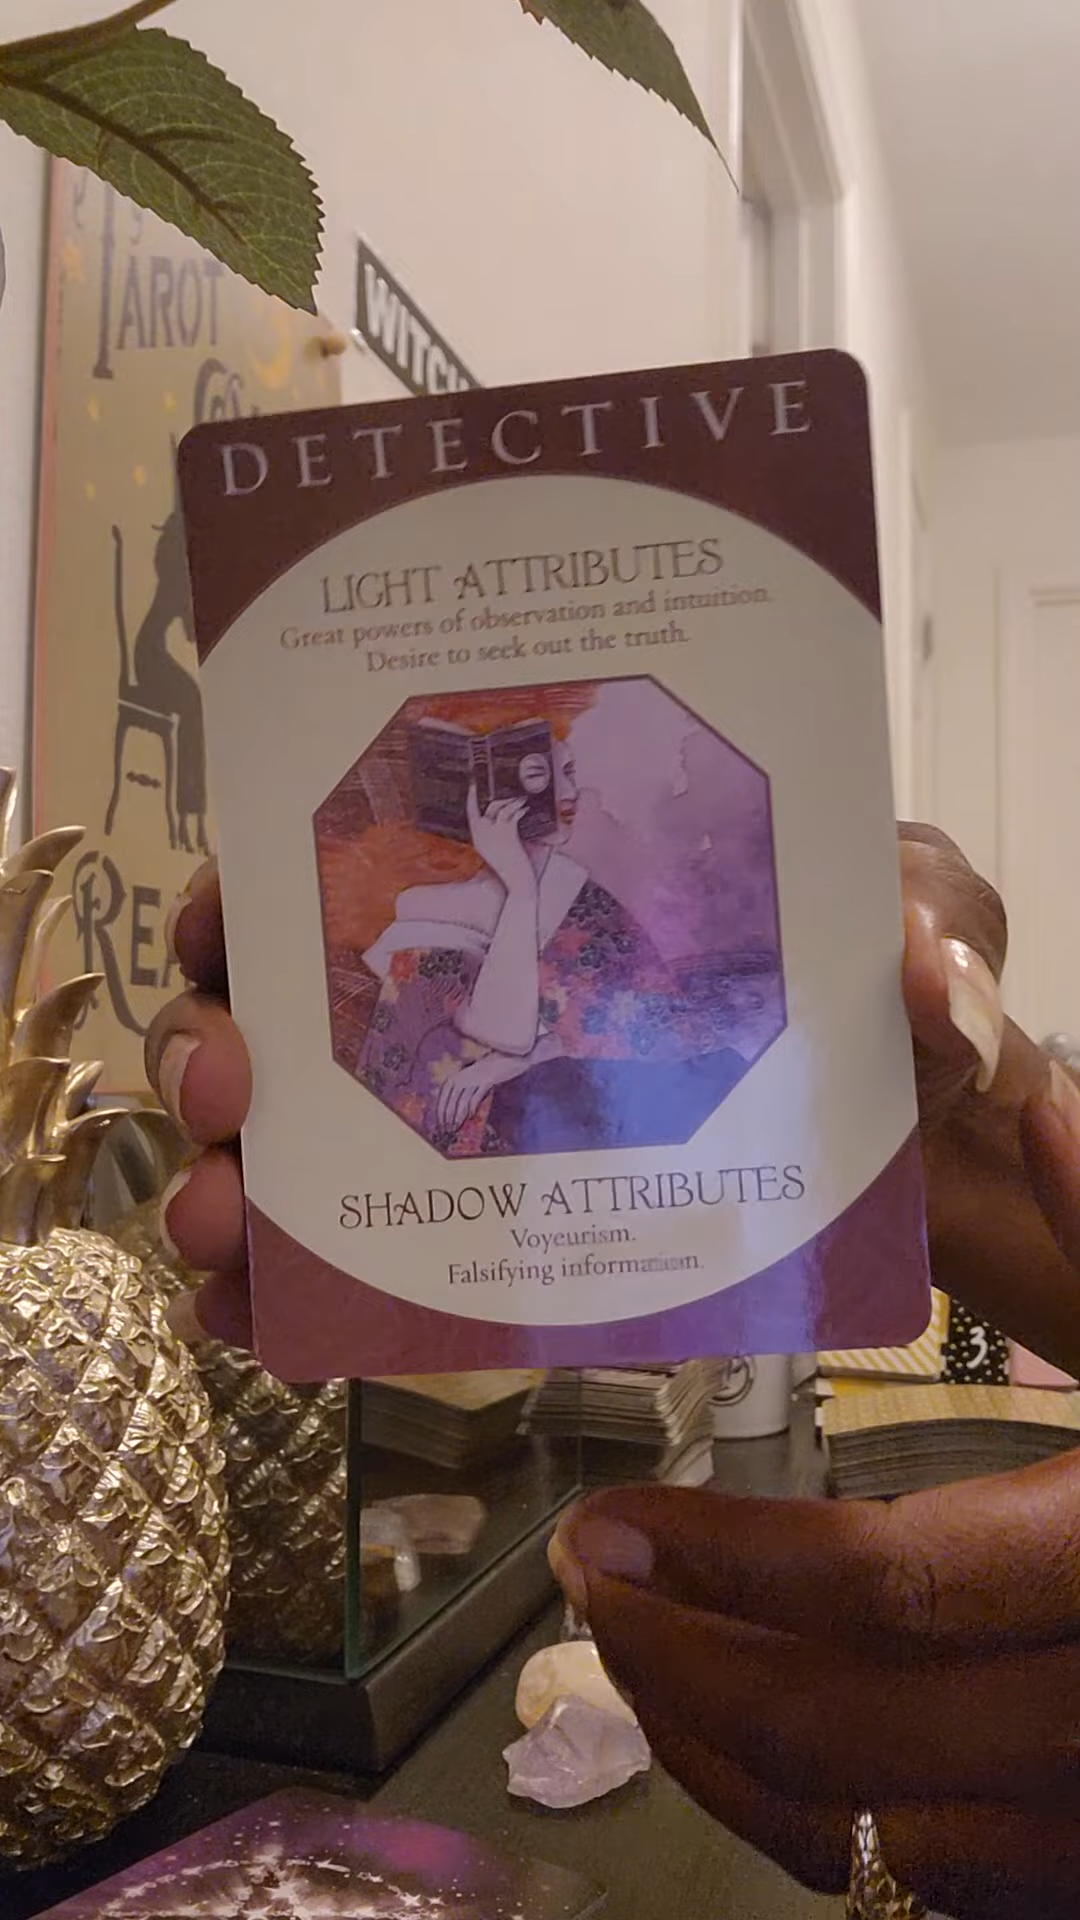 TAROT
WITCH
DETECTIVE
LIGHT ATTRIBUTES
Great powers of observation and intuition.
Desire to seek out the truth.
SHADOW ATTRIBUTES
Voyeurism.
Falsifying information.
3